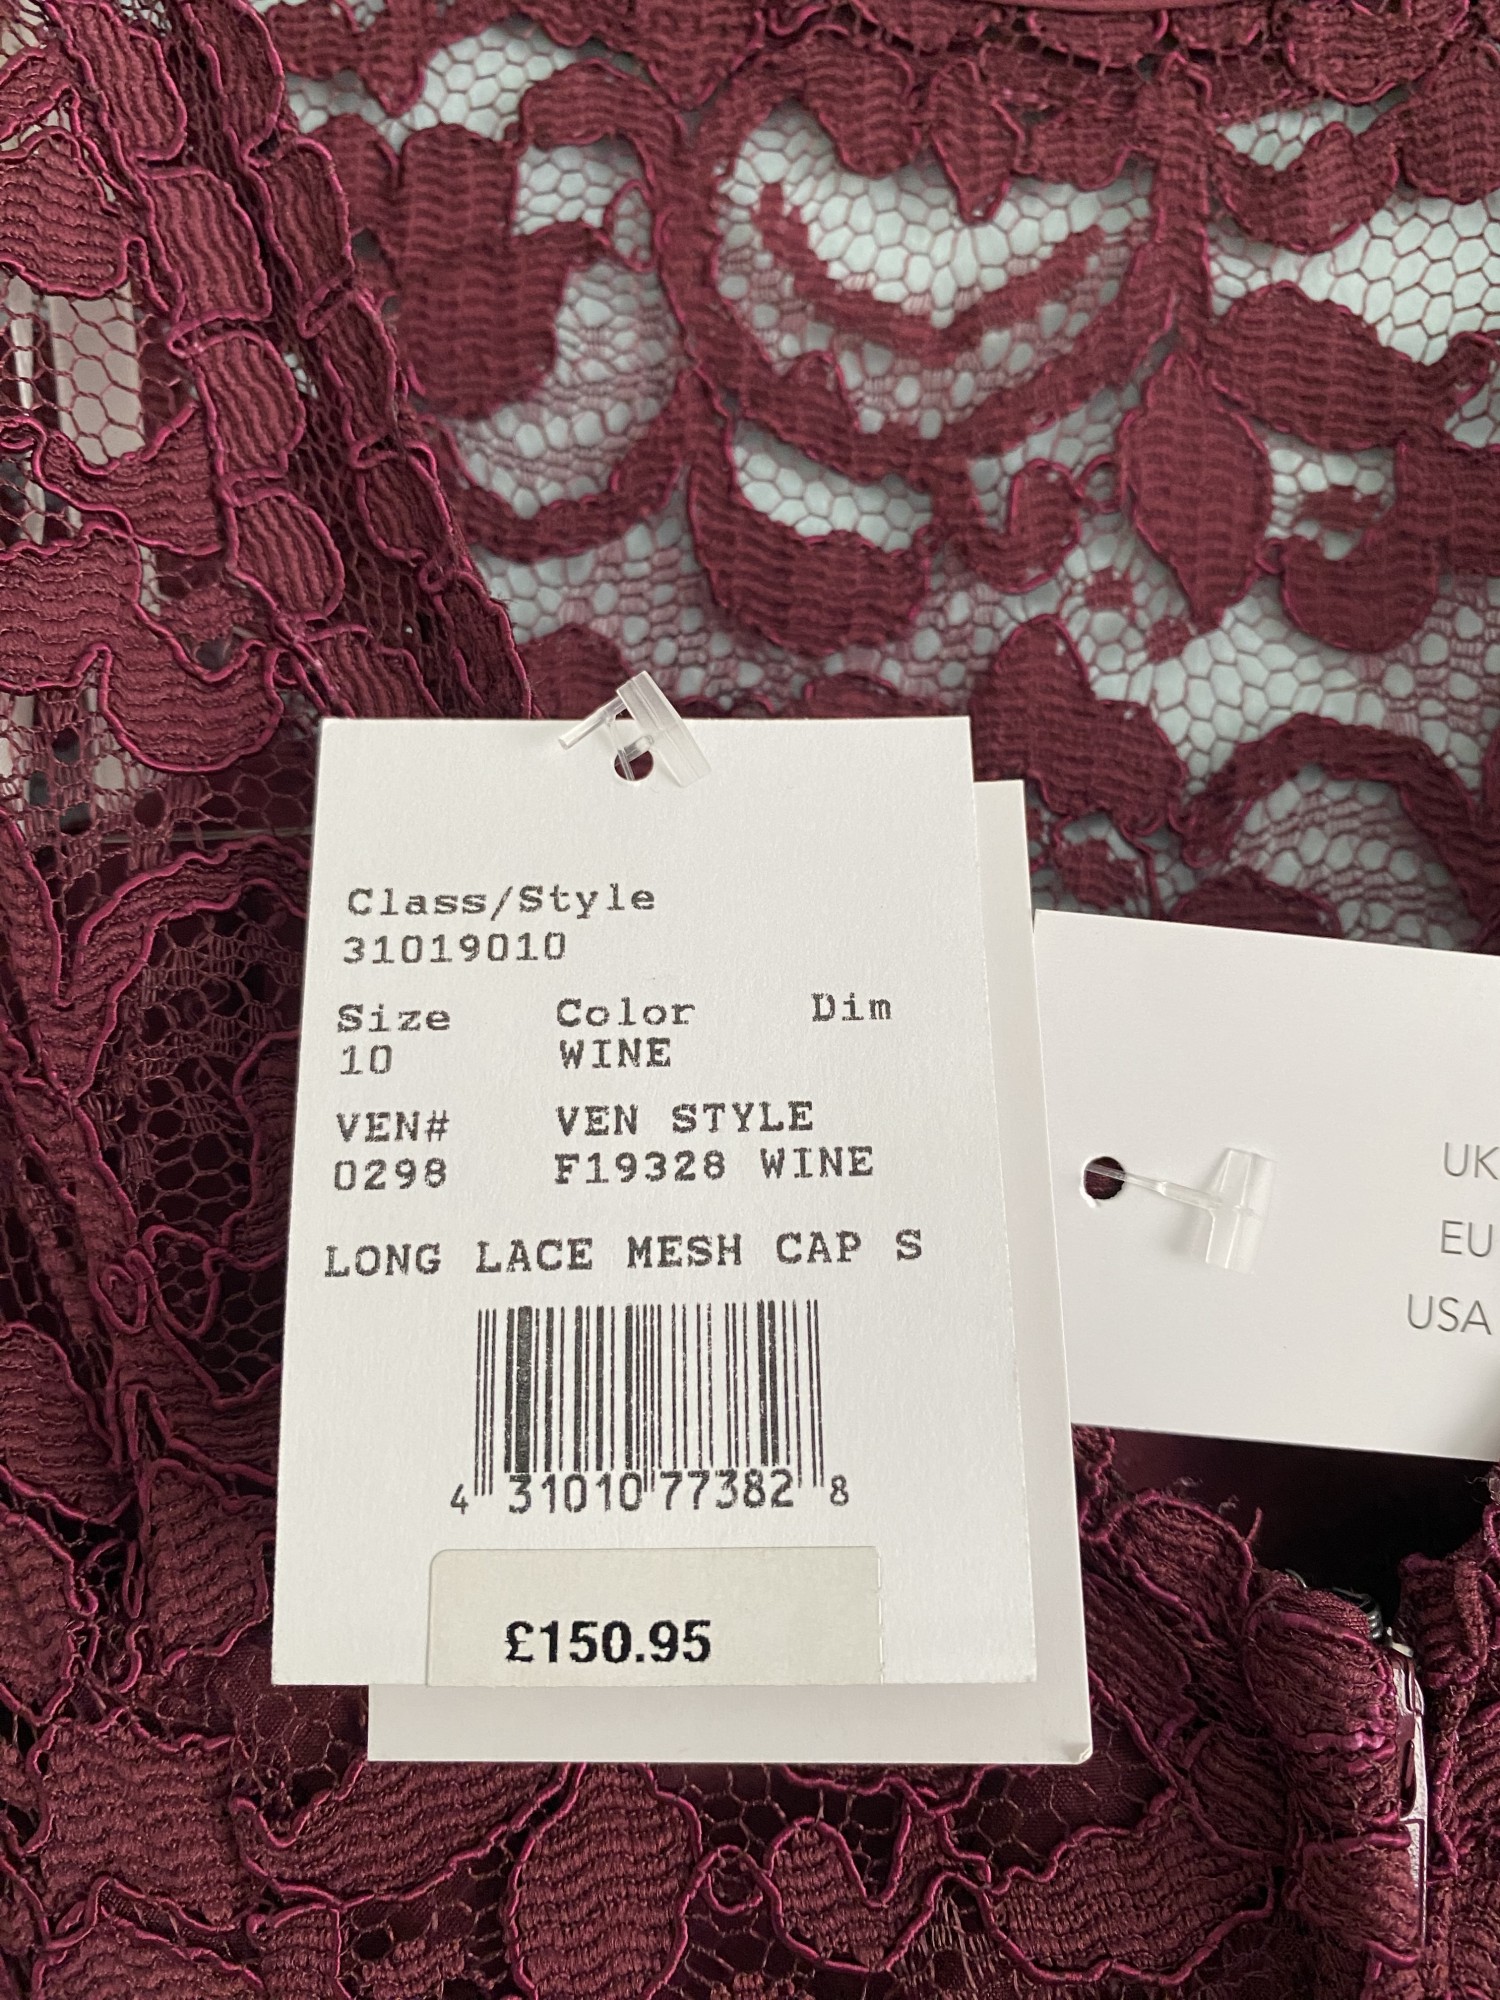 Class/Style
31019010
Size Color Dim
10 WINE
VEN# VEN STYLE
0298 F19328 WINE
LONG LACE MESH CAP S
4 31010 77382 8
£150.95
UK
EU
USA